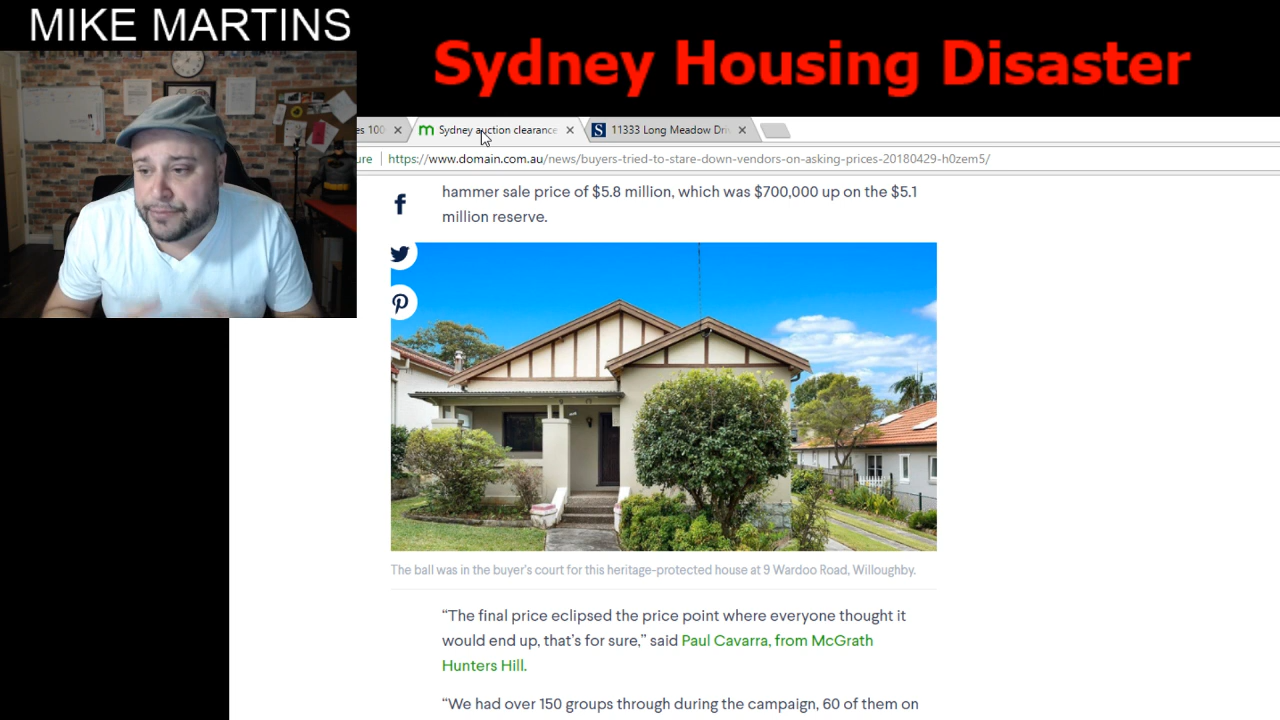 MIKE MARTINS
Sydney Housing Disaster
es 100
Sydney auction clearance
11333 Long Meadow Dri
ure
https://www.domain.com.au/news/buyers-tried-to-stare-down-vendors-on-asking-prices-20180429-h0zem5/
hammer sale price of $5.8 million, which was $700,000 up on the $5.1
million reserve.
The ball was in the buyer's court for this heritage-protected house at 9 Wardoo Road, Willoughby.
“The final price eclipsed the price point where everyone thought it
would end up, that’s for sure,” said Paul Cavarra, from McGrath
Hunters Hill.
“We had over 150 groups through during the campaign, 60 of them on